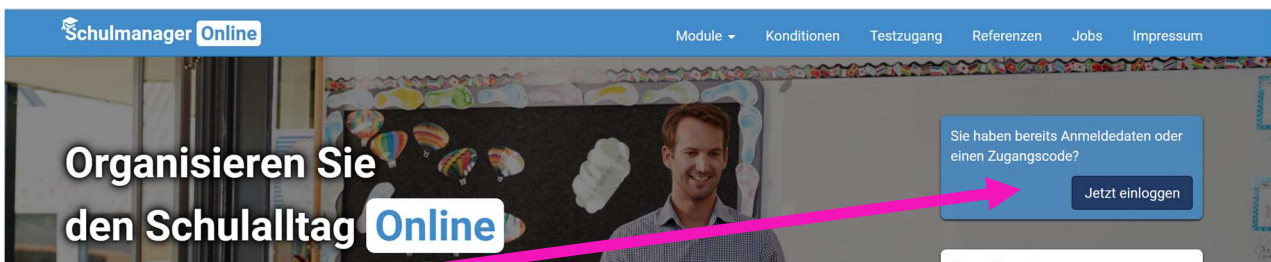 Schulmanager Online
Module Konditionen Testzugang Referenzen Jobs Impressum
Organisieren Sie
den Schulalltag Online
Sie haben bereits Anmeldedaten oder
einen Zugangscode?
Jetzt einloggen